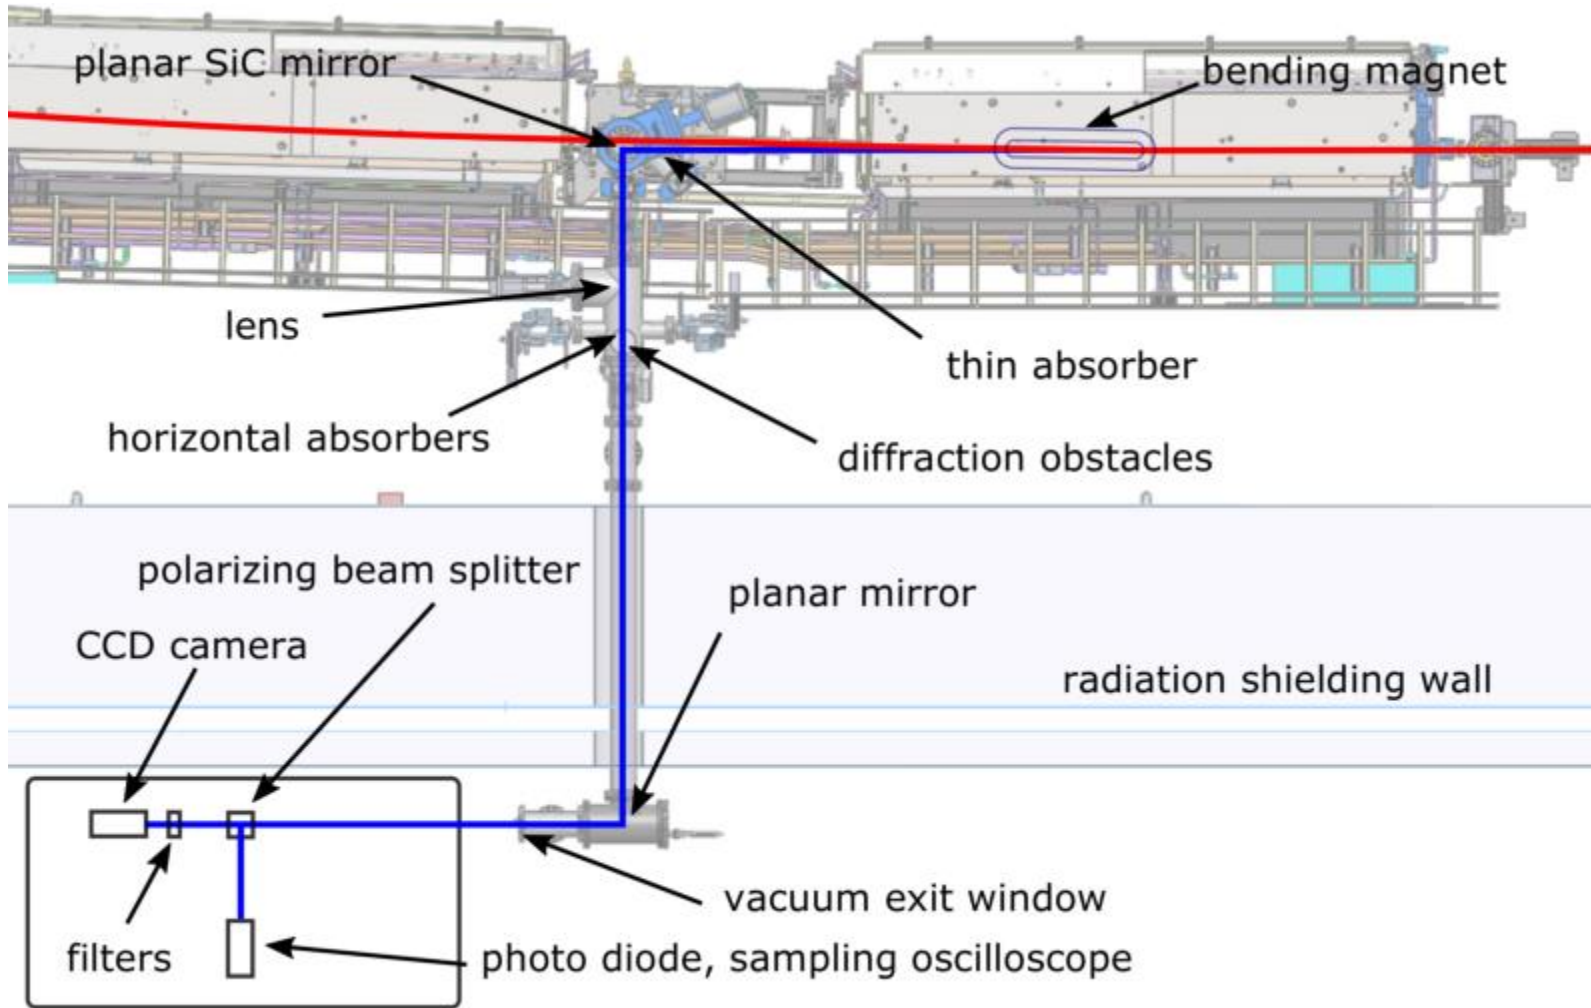 planar SiC mirror
bending magnet
lens
thin absorber
horizontal absorbers
diffraction obstacles
polarizing beam splitter
planar mirror
CCD camera
radiation shielding wall
vacuum exit window
filters
photo diode, sampling oscilloscope